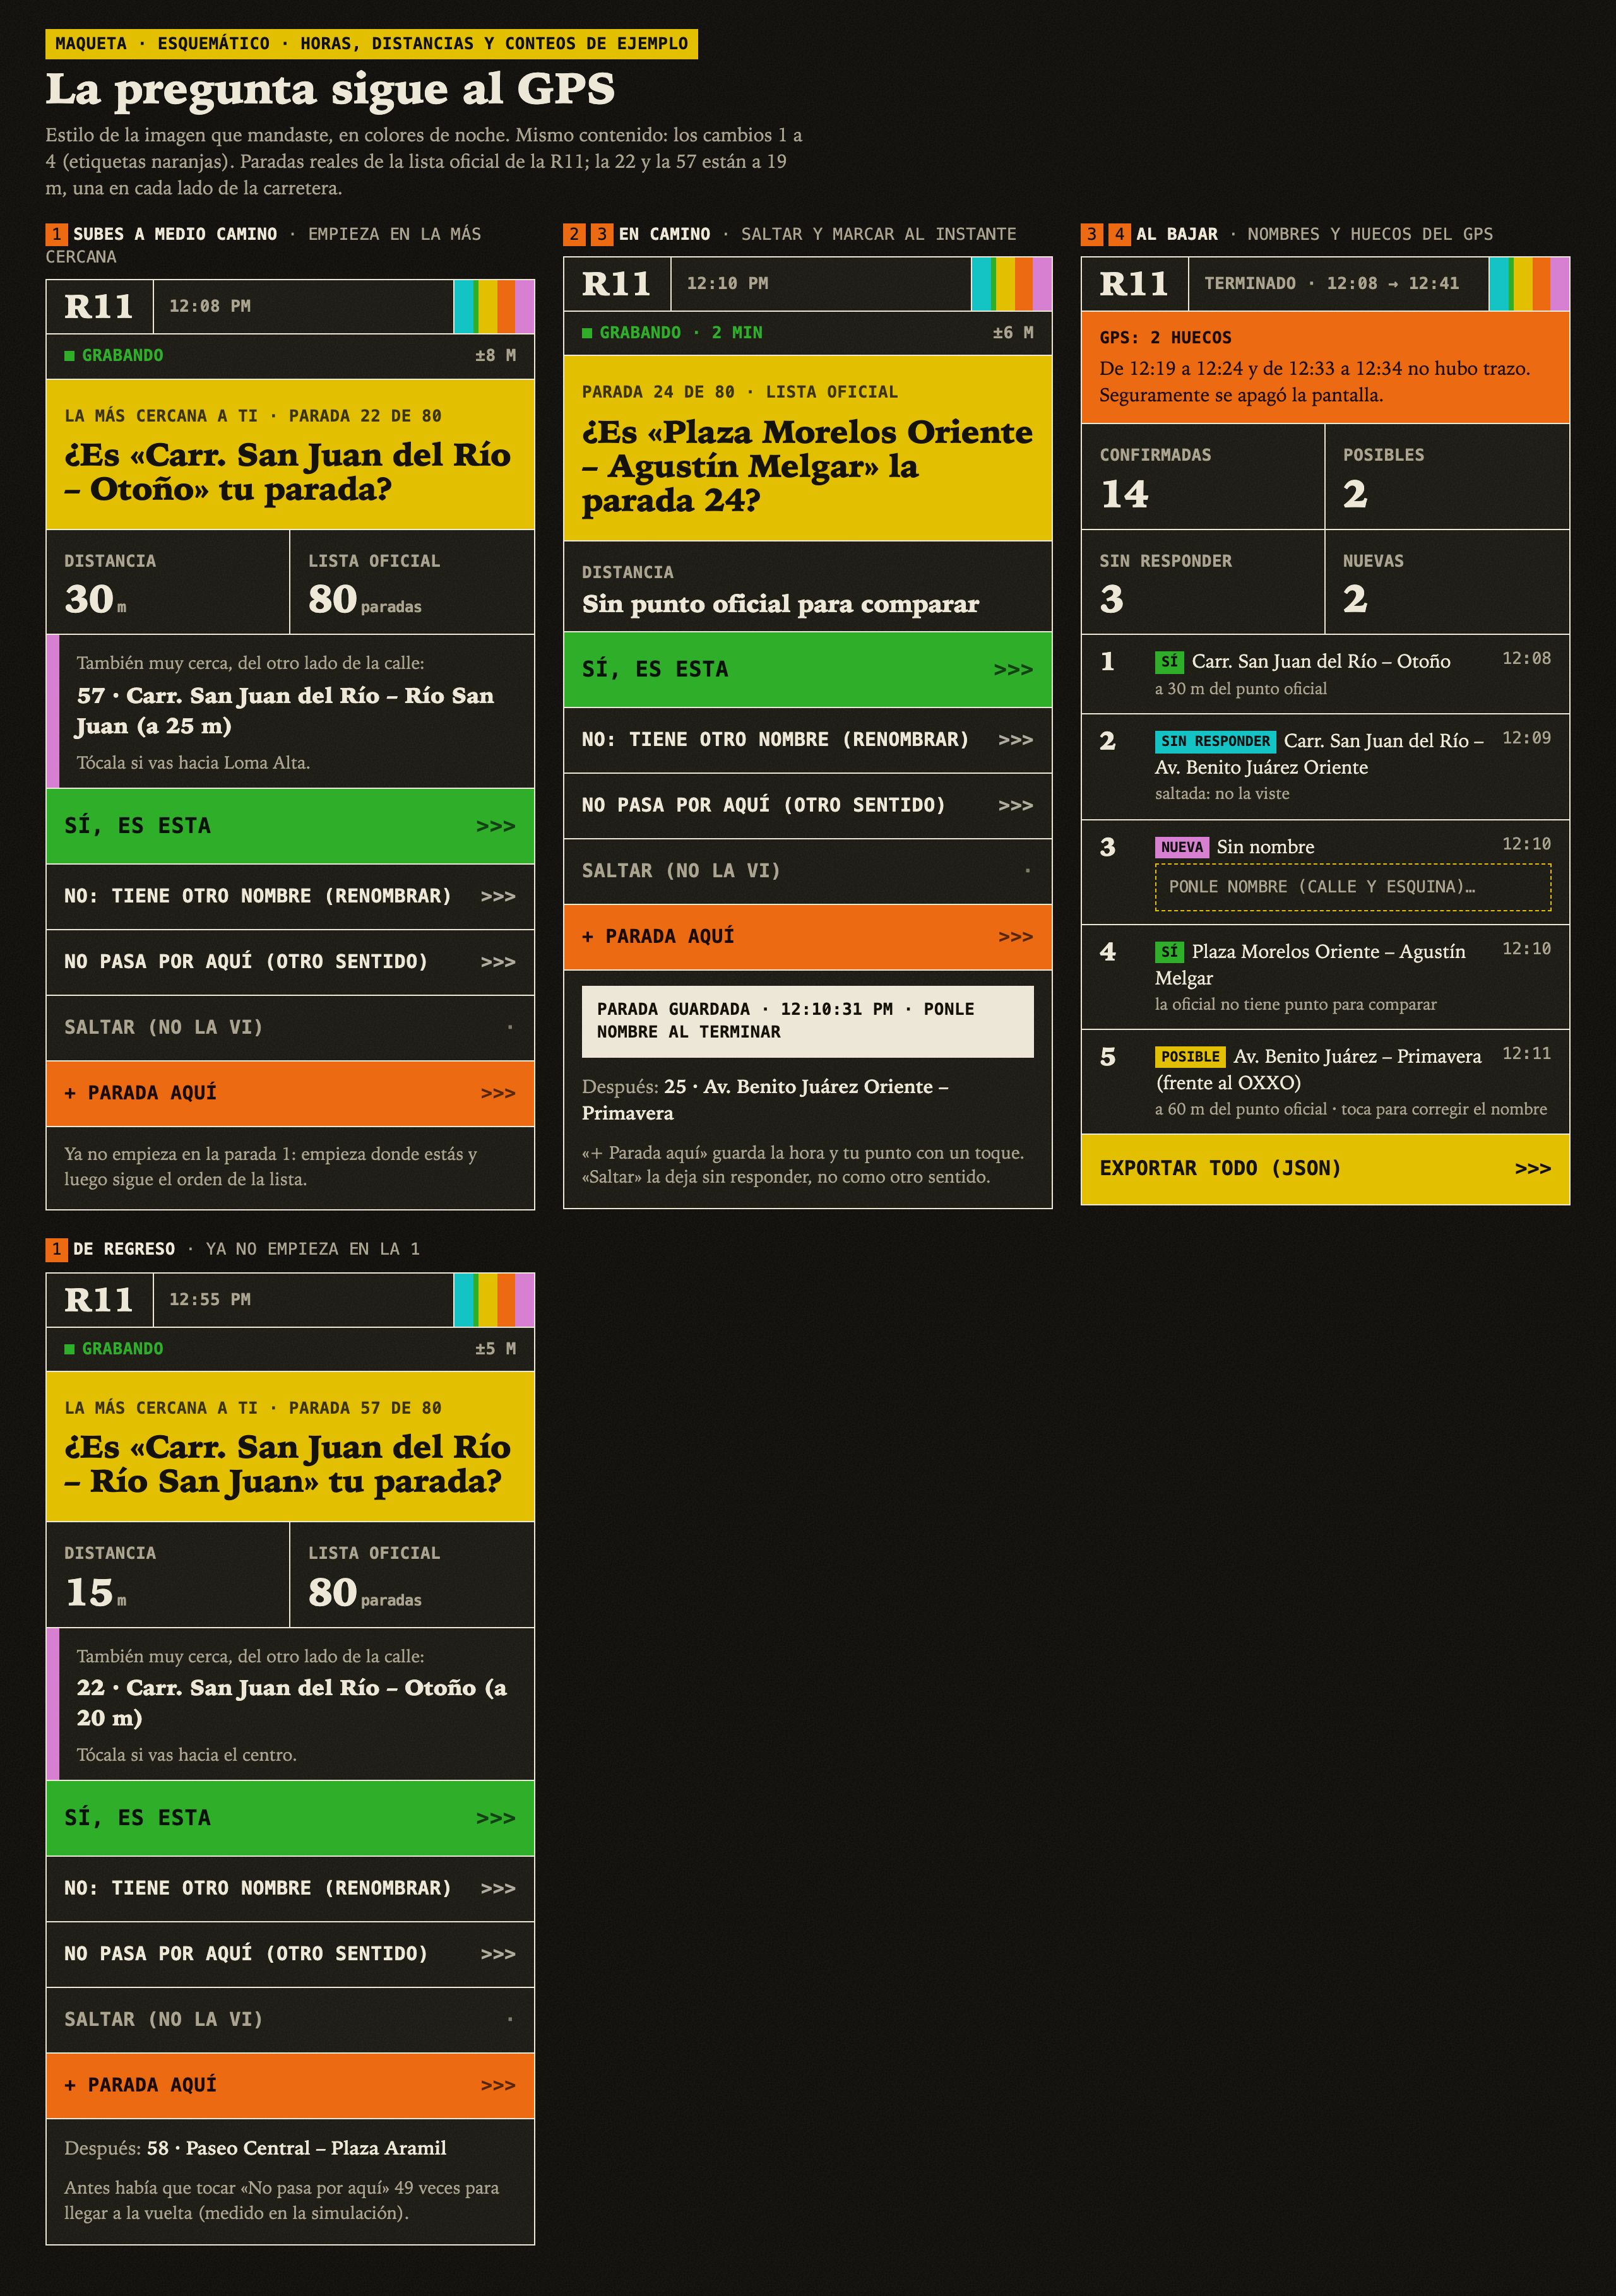 MAQUETA · ESQUEMÁTICO · HORAS, DISTANCIAS Y CONTEOS DE EJEMPLO
La pregunta sigue al GPS
Estilo de la imagen que mandaste, en colores de noche. Mismo contenido: los cambios 1 a
4 (etiquetas naranjas). Paradas reales de la lista oficial de la R11; la 22 y la 57 están a 19
m, una en cada lado de la carretera.
1 SUBES A MEDIO CAMINO · EMPIEZA EN LA MÁS
CERCANA
R11 12:08 PM
GRABANDO ±8 M
LA MÁS CERCANA A TI · PARADA 22 DE 80
¿Es «Carr. San Juan del Río
– Otoño» tu parada?
DISTANCIA
30 m
LISTA OFICIAL
80 paradas
También muy cerca, del otro lado de la calle:
57 · Carr. San Juan del Río – Río San
Juan (a 25 m)
Tócala si vas hacia Loma Alta.
SÍ, ES ESTA >>>
NO: TIENE OTRO NOMBRE (RENOMBRAR) >>>
NO PASA POR AQUÍ (OTRO SENTIDO) >>>
SALTAR (NO LA VI) ·
+ PARADA AQUÍ >>>
Ya no empieza en la parada 1: empieza donde estás y
luego sigue el orden de la lista.
2 3 EN CAMINO · SALTAR Y MARCAR AL INSTANTE
R11 12:10 PM
GRABANDO · 2 MIN ±6 M
PARADA 24 DE 80 · LISTA OFICIAL
¿Es «Plaza Morelos Oriente
– Agustín Melgar» la
parada 24?
DISTANCIA
Sin punto oficial para comparar
SÍ, ES ESTA >>>
NO: TIENE OTRO NOMBRE (RENOMBRAR) >>>
NO PASA POR AQUÍ (OTRO SENTIDO) >>>
SALTAR (NO LA VI) ·
+ PARADA AQUÍ >>>
PARADA GUARDADA · 12:10:31 PM · PONLE
NOMBRE AL TERMINAR
Después: 25 · Av. Benito Juárez Oriente –
Primavera
«+ Parada aquí» guarda la hora y tu punto con un toque.
«Saltar» la deja sin responder, no como otro sentido.
3 4 AL BAJAR · NOMBRES Y HUECOS DEL GPS
R11 TERMINADO · 12:08 → 12:41
GPS: 2 HUECOS
De 12:19 a 12:24 y de 12:33 a 12:34 no hubo trazo.
Seguramente se apagó la pantalla.
CONFIRMADAS
14
POSIBLES
2
SIN RESPONDER
3
NUEVAS
2
1 SÍ Carr. San Juan del Río – Otoño 12:08
a 30 m del punto oficial
2 SIN RESPONDER Carr. San Juan del Río – 12:09
Av. Benito Juárez Oriente
saltada: no la viste
3 NUEVA Sin nombre 12:10
PONLE NOMBRE (CALLE Y ESQUINA)…
4 SÍ Plaza Morelos Oriente – Agustín 12:10
Melgar
la oficial no tiene punto para comparar
5 POSIBLE Av. Benito Juárez – Primavera 12:11
(frente al OXXO)
a 60 m del punto oficial · toca para corregir el nombre
EXPORTAR TODO (JSON) >>>
1 DE REGRESO · YA NO EMPIEZA EN LA 1
R11 12:55 PM
GRABANDO ±5 M
LA MÁS CERCANA A TI · PARADA 57 DE 80
¿Es «Carr. San Juan del Río
– Río San Juan» tu parada?
DISTANCIA
15 m
LISTA OFICIAL
80 paradas
También muy cerca, del otro lado de la calle:
22 · Carr. San Juan del Río – Otoño (a
20 m)
Tócala si vas hacia el centro.
SÍ, ES ESTA >>>
NO: TIENE OTRO NOMBRE (RENOMBRAR) >>>
NO PASA POR AQUÍ (OTRO SENTIDO) >>>
SALTAR (NO LA VI) ·
+ PARADA AQUÍ >>>
Después: 58 · Paseo Central – Plaza Aramil
Antes había que tocar «No pasa por aquí» 49 veces para
llegar a la vuelta (medido en la simulación).